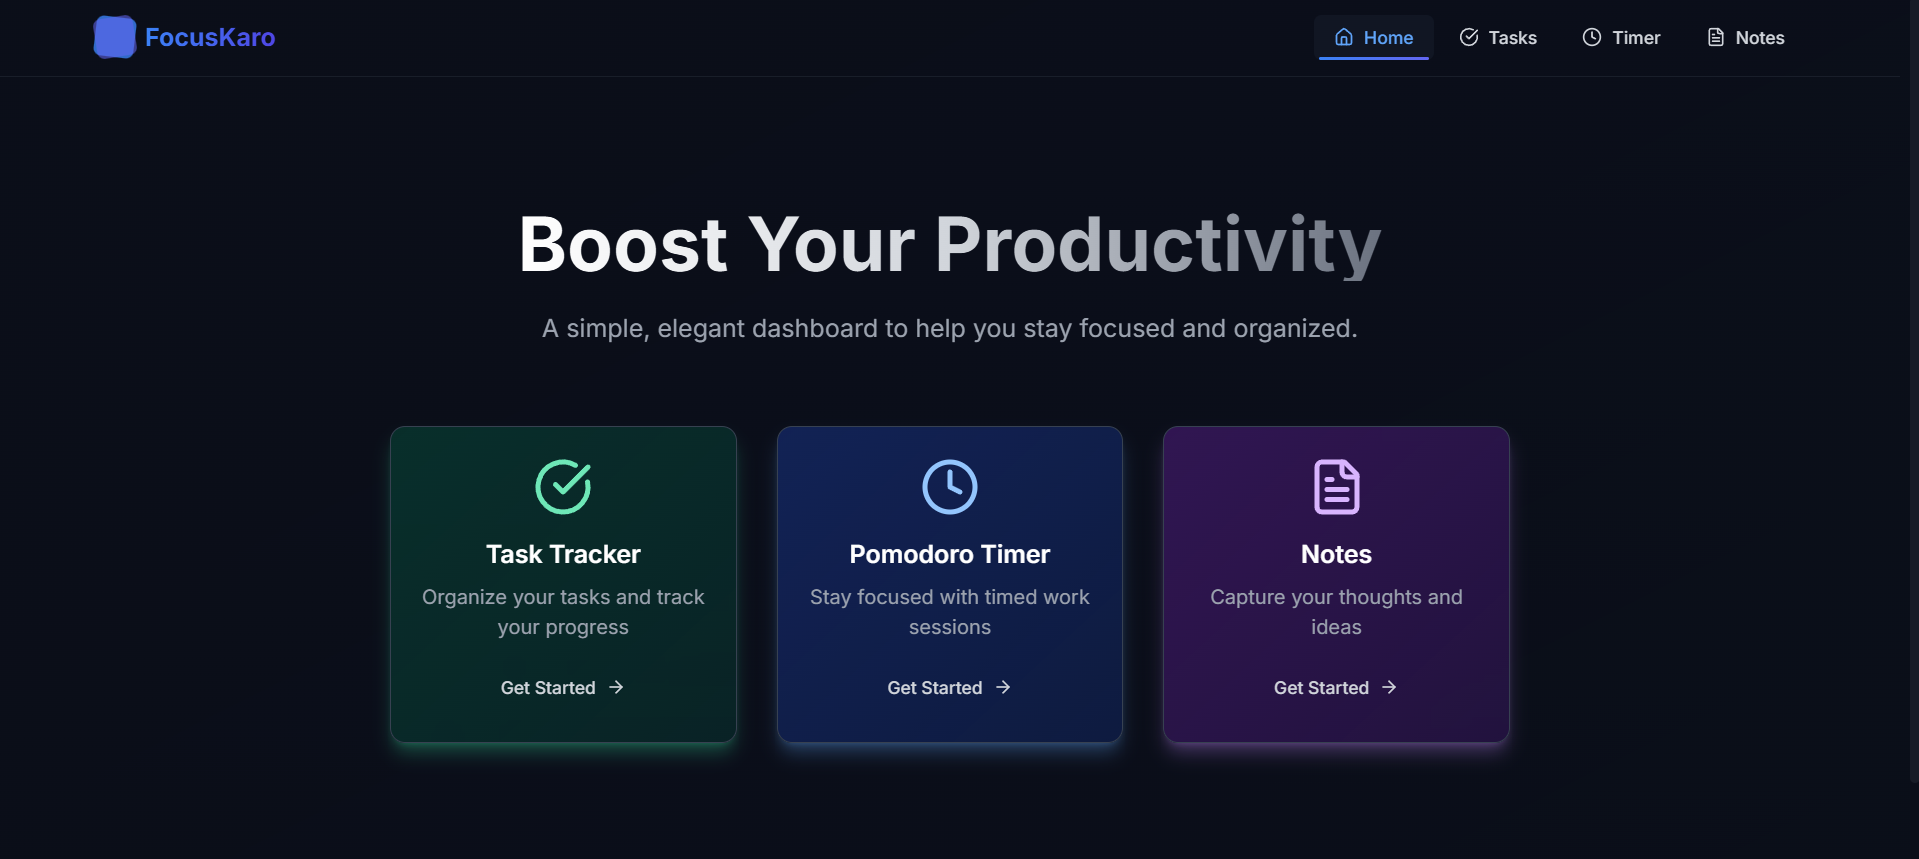 FocusKaro
Home
Tasks
Timer
Notes
Boost Your Productivity
A simple, elegant dashboard to help you stay focused and organized.
Task Tracker
Organize your tasks and track
your progress
Get Started
Pomodoro Timer
Stay focused with timed work
sessions
Get Started
Notes
Capture your thoughts and
ideas
Get Started